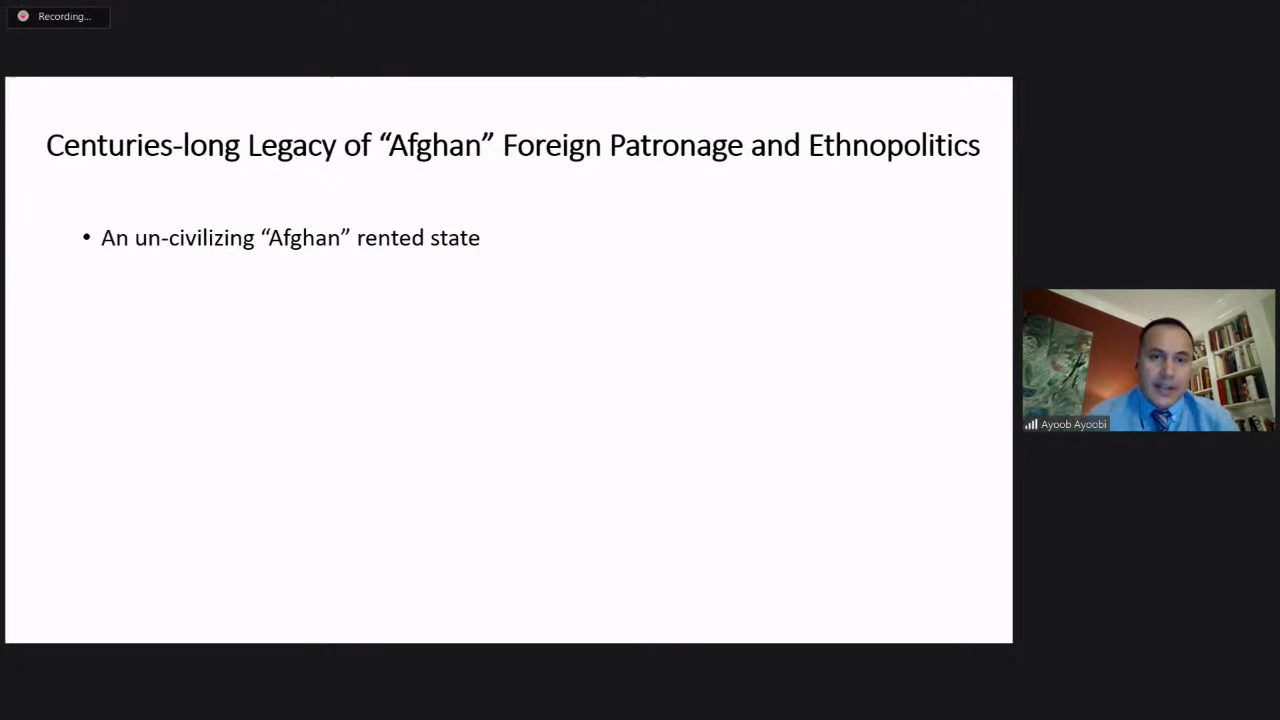 Recording...
Centuries-long Legacy of “Afghan” Foreign Patronage and Ethnopolitics
• An un-civilizing “Afghan” rented state
Ayoob Ayoobi